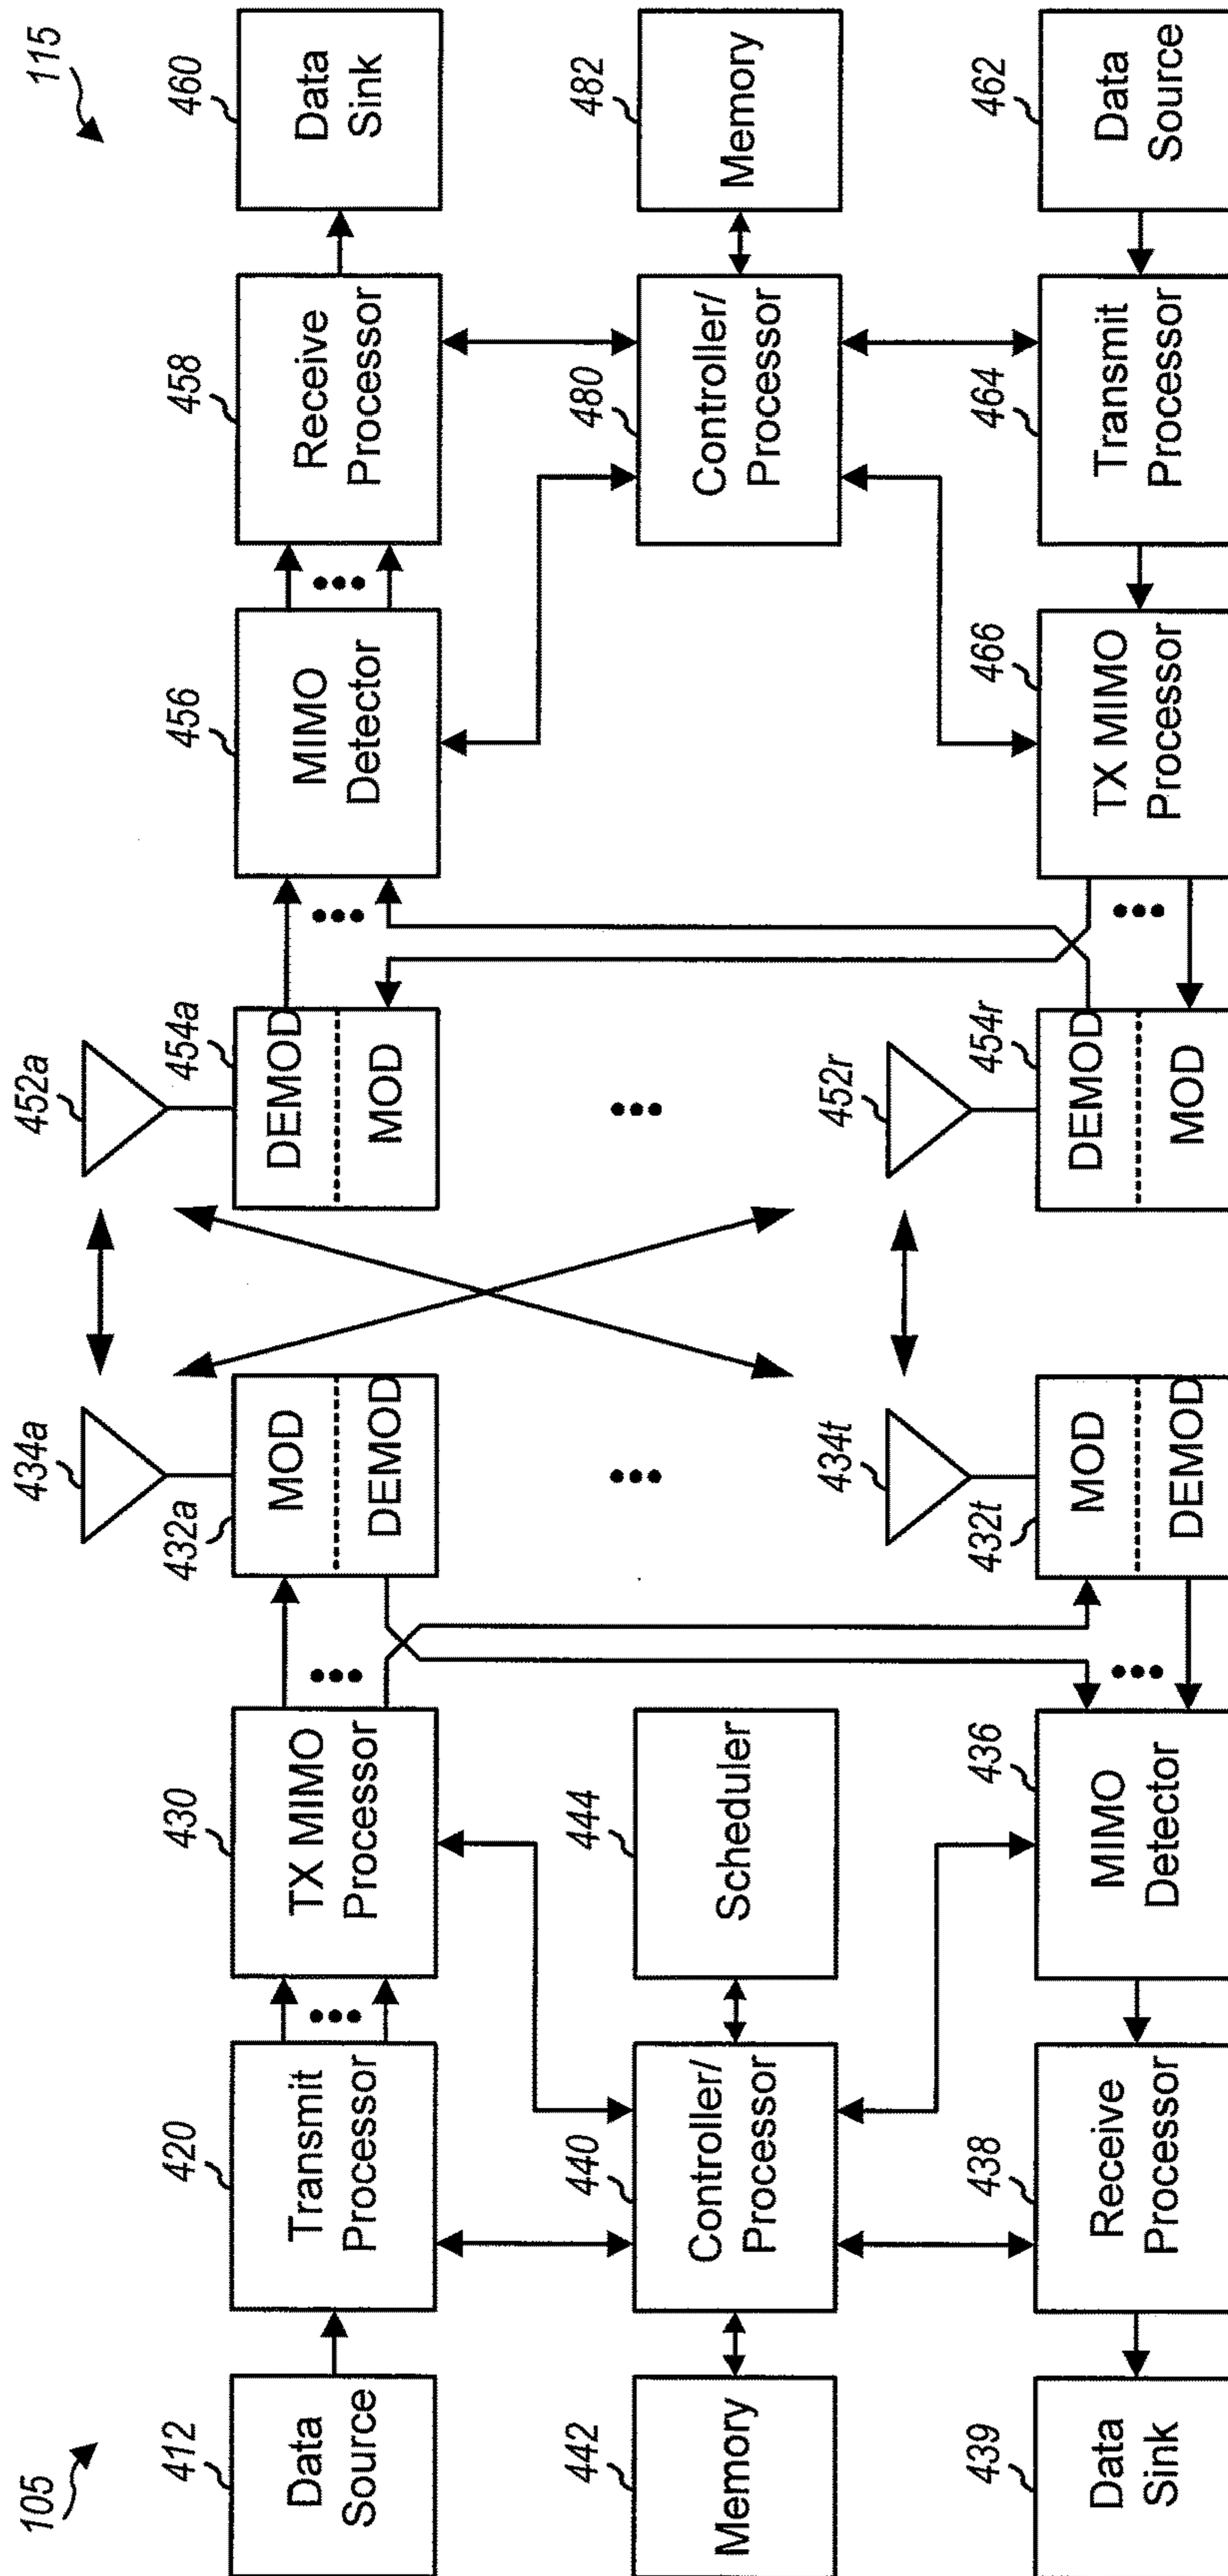 105
115
412
Data
Source
420
Transmit
Processor
430
TX MIMO
Processor
432a
MOD
DEMOD
434a
452a
454a
DEMOD
MOD
456
MIMO
Detector
458
Receive
Processor
460
Data
Sink
442
Memory
440
Controller/
Processor
444
Scheduler
480
Controller/
Processor
482
Memory
439
Data
Sink
438
Receive
Processor
436
MIMO
Detector
432t
MOD
DEMOD
434t
452r
454r
DEMOD
MOD
466
TX MIMO
Processor
464
Transmit
Processor
462
Data
Source